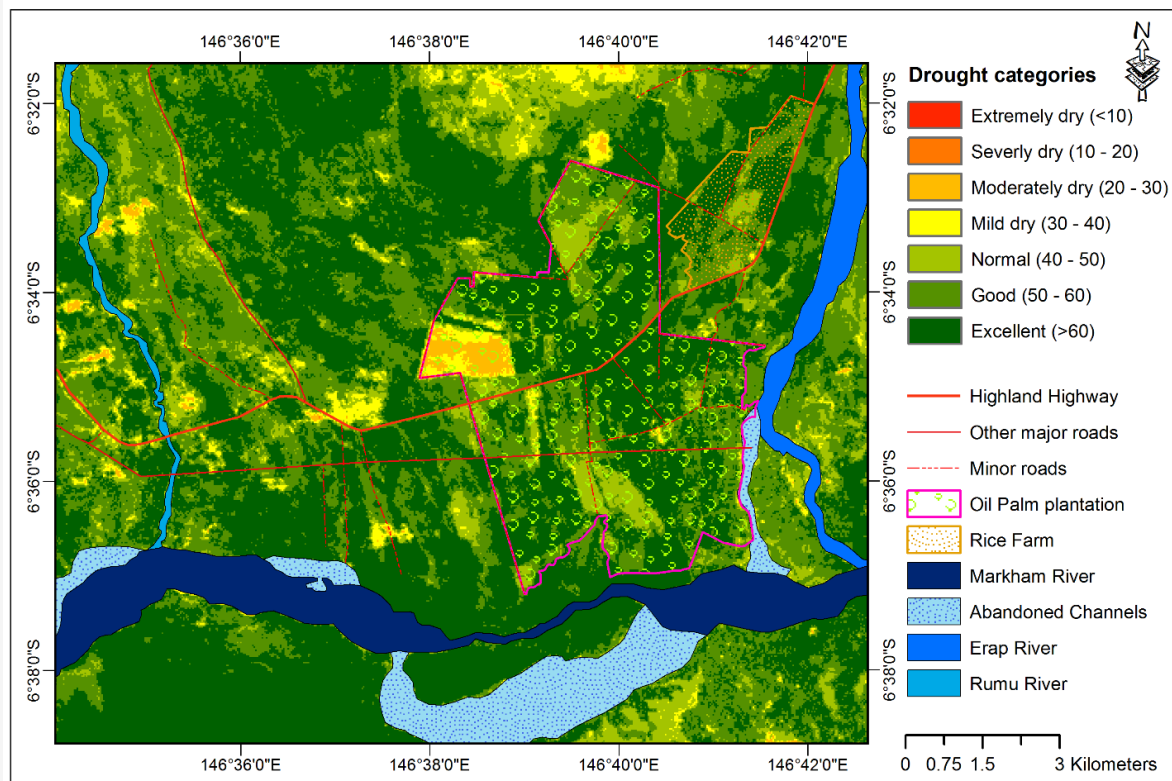 146°36'0"E 146°38'0"E 146°40'0"E 146°42'0"E
6°32'0"S 6°32'0"S
6°34'0"S 6°34'0"S
6°36'0"S 6°36'0"S
6°38'0"S 6°38'0"S
146°36'0"E 146°38'0"E 146°40'0"E 146°42'0"E
N
Drought categories
Extremely dry (<10)
Severly dry (10 - 20)
Moderately dry (20 - 30)
Mild dry (30 - 40)
Normal (40 - 50)
Good (50 - 60)
Excellent (>60)
Highland Highway
Other major roads
Minor roads
Oil Palm plantation
Rice Farm
Markham River
Abandoned Channels
Erap River
Rumu River
0 0.75 1.5 3 Kilometers